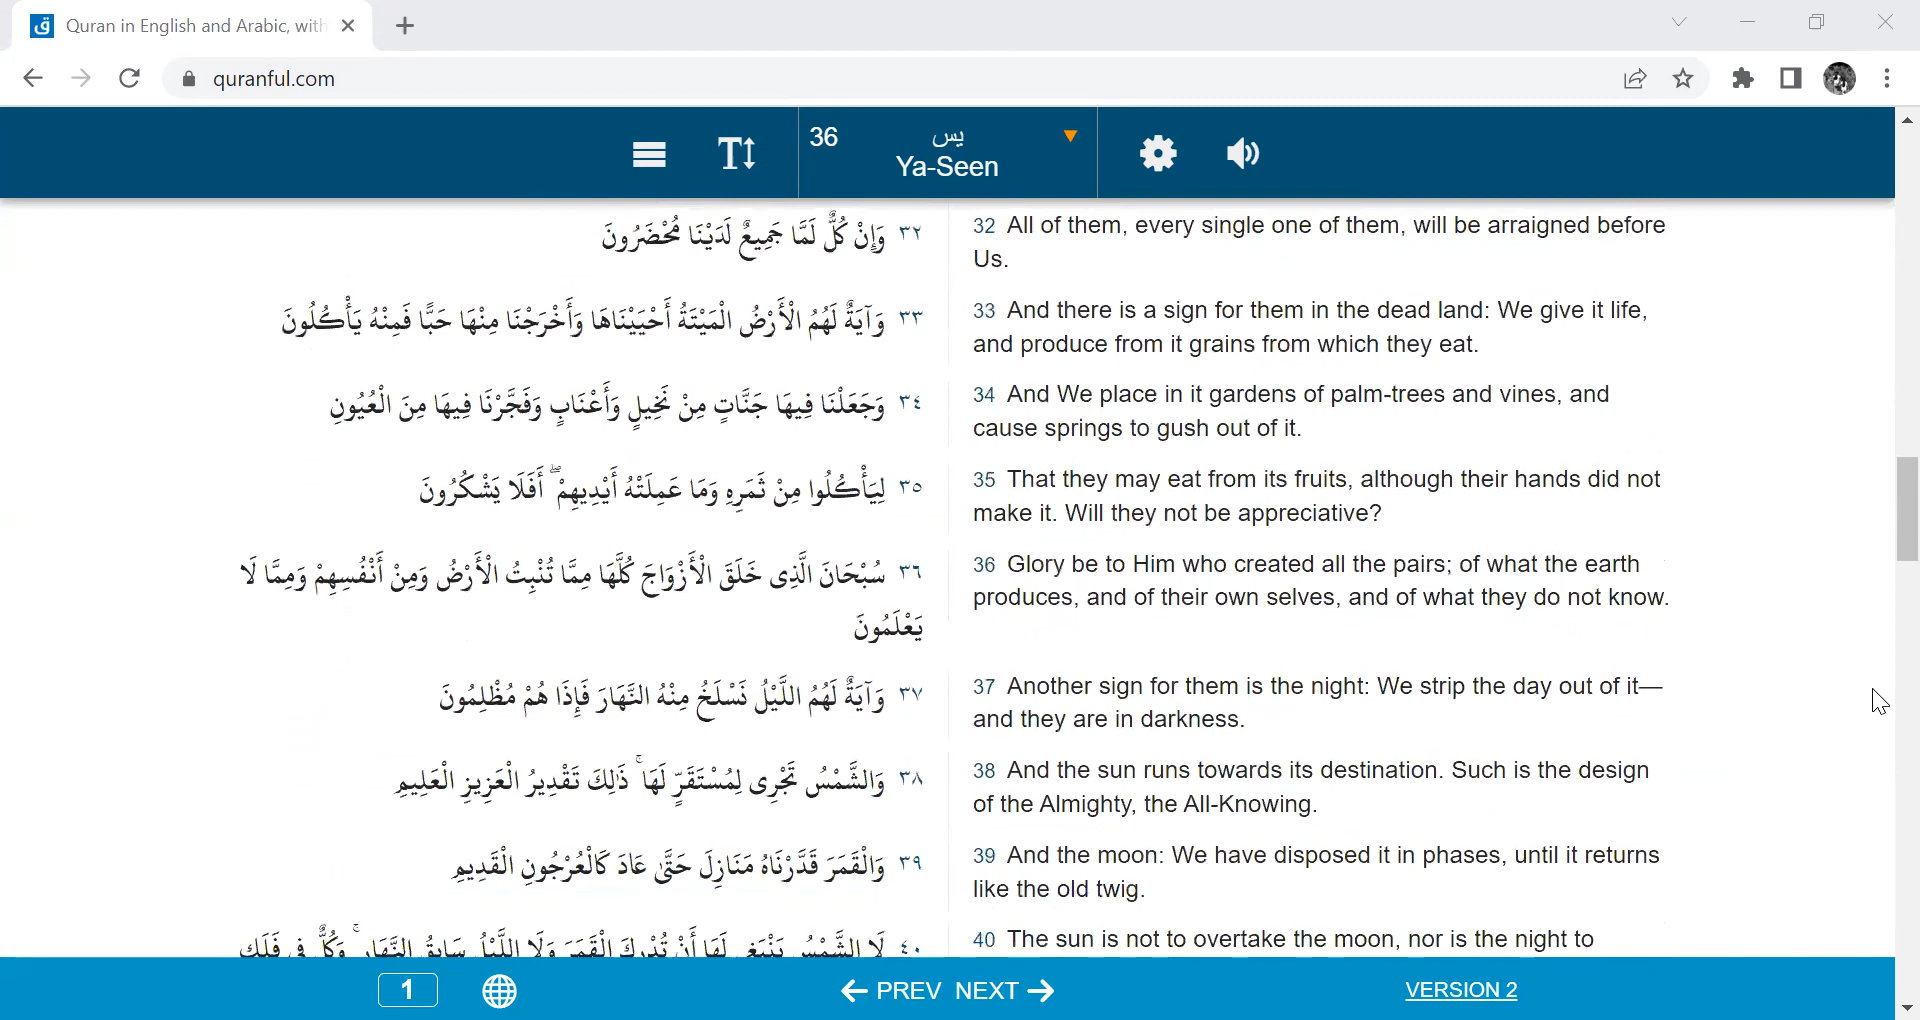 Quran in English and Arabic, with
quranful.com
36
يس
Ya-Seen
٣٢ وَإِنْ كُلٌّ لَمَّا جَمِيعٌ لَدَيْنَا مُحْضَرُونَ
32 All of them, every single one of them, will be arraigned before
Us.
٣٣ وَآيَةٌ لَهُمُ الْأَرْضُ الْمَيْتَةُ أَحْيَيْنَاهَا وَأَخْرَجْنَا مِنْهَا حَبًّا فَمِنْهُ يَأْكُلُونَ
33 And there is a sign for them in the dead land: We give it life,
and produce from it grains from which they eat.
٣٤ وَجَعَلْنَا فِيهَا جَنَّاتٍ مِنْ نَخِيلٍ وَأَعْنَابٍ وَفَجَّرْنَا فِيهَا مِنَ الْعُيُونِ
34 And We place in it gardens of palm-trees and vines, and
cause springs to gush out of it.
٣٥ لِيَأْكُلُوا مِنْ ثَمَرِهِ وَمَا عَمِلَتْهُ أَيْدِيهِمْ ۖ أَفَلَا يَشْكُرُونَ
35 That they may eat from its fruits, although their hands did not
make it. Will they not be appreciative?
٣٦ سُبْحَانَ الَّذِى خَلَقَ الْأَزْوَاجَ كُلَّهَا مِمَّا تُنْبِتُ الْأَرْضُ وَمِنْ أَنْفُسِهِمْ وَمِمَّا لَا
يَعْلَمُونَ
36 Glory be to Him who created all the pairs; of what the earth
produces, and of their own selves, and of what they do not know.
٣٧ وَآيَةٌ لَهُمُ اللَّيْلُ نَسْلَخُ مِنْهُ النَّهَارَ فَإِذَا هُمْ مُظْلِمُونَ
37 Another sign for them is the night: We strip the day out of it—
and they are in darkness.
٣٨ وَالشَّمْسُ تَجْرِى لِمُسْتَقَرٍّ لَهَا ۚ ذَٰلِكَ تَقْدِيرُ الْعَزِيزِ الْعَلِيمِ
38 And the sun runs towards its destination. Such is the design
of the Almighty, the All-Knowing.
٣٩ وَالْقَمَرَ قَدَّرْنَاهُ مَنَازِلَ حَتَّىٰ عَادَ كَالْعُرْجُونِ الْقَدِيمِ
39 And the moon: We have disposed it in phases, until it returns
like the old twig.
٤٠ لَا الشَّمْسُ يَنْبَغِى لَهَا أَنْ تُدْرِكَ الْقَمَرَ وَلَا اللَّيْلُ سَابِقُ النَّهَارِ ۚ وَكُلٌّ فِى فَلَكٍ
40 The sun is not to overtake the moon, nor is the night to
1
PREV NEXT
VERSION 2